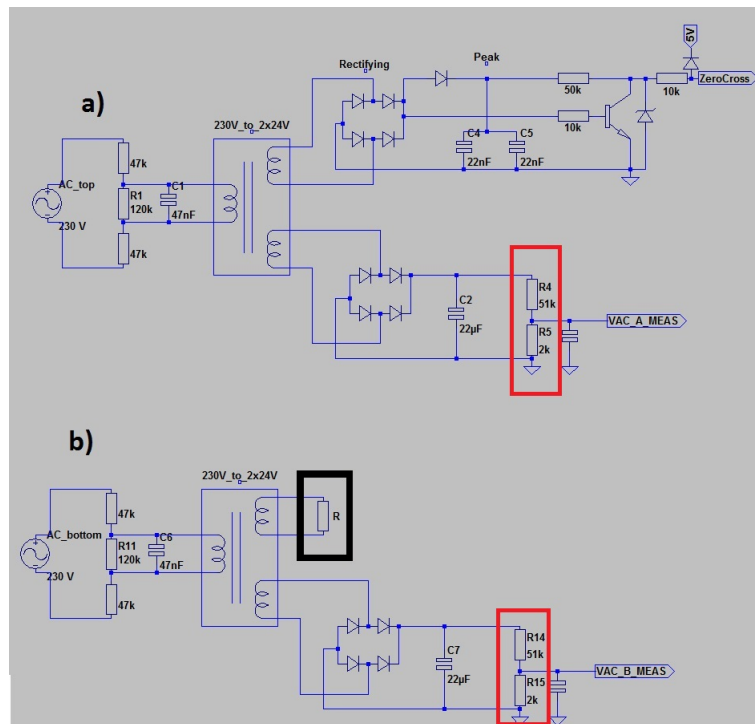 5V
Rectifying
Peak
ZeroCross
50k
10k
a)
230V_to_2x24V
10k
C4
C5
22nF
22nF
47k
AC_top
R1
C1
120k
47nF
230 V
47k
R4
51k
C2
VAC_A_MEAS
22µF
R5
2k
b)
230V_to_2x24V
47k
R
AC_bottom
R11
C6
120k
47nF
230 V
47k
R14
51k
C7
VAC_B_MEAS
22µF
R15
2k